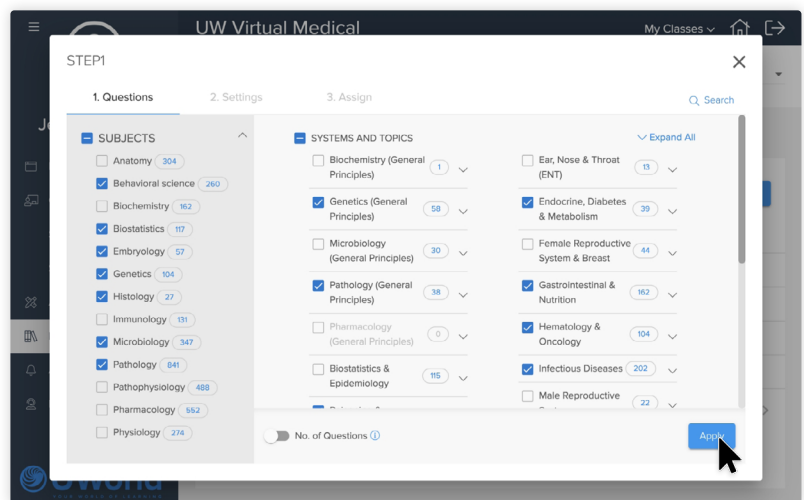 UW Virtual Medical
My Classes
STEP1
1. Questions
2. Settings
3. Assign
Search
SUBJECTS
Anatomy 304
Behavioral science 260
Biochemistry 162
Biostatistics 117
Embryology 57
Genetics 104
Histology 27
Immunology 131
Microbiology 347
Pathology 841
Pathophysiology 488
Pharmacology 552
Physiology 274
SYSTEMS AND TOPICS
Expand All
Biochemistry (General
Principles)
1
Genetics (General
Principles)
58
Microbiology
(General Principles)
30
Pathology (General
Principles)
38
Pharmacology
(General Principles)
0
Biostatistics &
Epidemiology
115
Ear, Nose & Throat
(ENT)
13
Endocrine, Diabetes
& Metabolism
39
Female Reproductive
System & Breast
44
Gastrointestinal &
Nutrition
162
Hematology &
Oncology
104
Infectious Diseases 202
Male Reproductive
22
No. of Questions
Apply